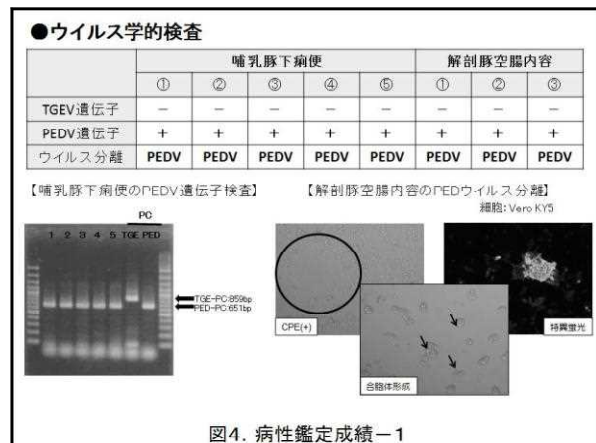 ●ウイルス学的検査
哺乳豚下痢便 解剖豚空腸内容
① ② ③ ④ ⑤ ① ② ③
TGEV遺伝子 － － － － － － － －
PEDV遺伝子 ＋ ＋ ＋ ＋ ＋ ＋ ＋ ＋
ウイルス分離 PEDV PEDV PEDV PEDV PEDV PEDV PEDV PEDV
【哺乳豚下痢便のPEDV遺伝子検査】 【解剖豚空腸内容のPEDウイルス分離】
細胞：Vero KY5
PC
1 2 3 4 5 TGE PED
TGE-PC:859bp
PED-PC:651bp
CPE(+)
特異蛍光
合胞体形成
図4．病性鑑定成績－1